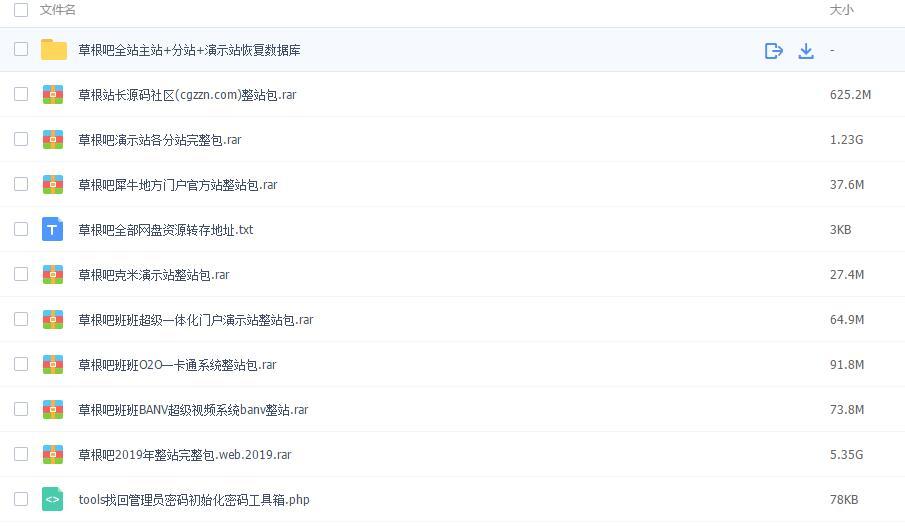 文件名 大小
草根吧全站主站+分站+演示站恢复数据库 -
草根站长源码社区(cgzzn.com)整站包.rar 625.2M
草根吧演示站各分站完整包.rar 1.23G
草根吧犀牛地方门户官方站整站包.rar 37.6M
草根吧全部网盘资源转存地址.txt 3KB
草根吧克米演示站整站包.rar 27.4M
草根吧班班超级一体化门户演示站整站包.rar 64.9M
草根吧班班O2O一卡通系统整站包.rar 91.8M
草根吧班班BANV超级视频系统banv整站.rar 73.8M
草根吧2019年整站完整包.web.2019.rar 5.35G
tools找回管理员密码初始化密码工具箱.php 78KB